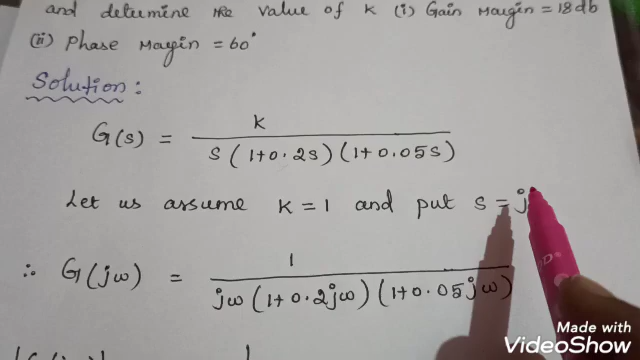 and determine the value of K (i) Gain Margin = 18 db
(ii) Phase Margin = 60°
Solution:
G(s) = K / S(1+0.2s)(1+0.05s)
Let us assume K = 1 and put s = j
∴ G(jω) = 1 / jω(1+0.2jω)(1+0.05jω)
Made with
VideoShow